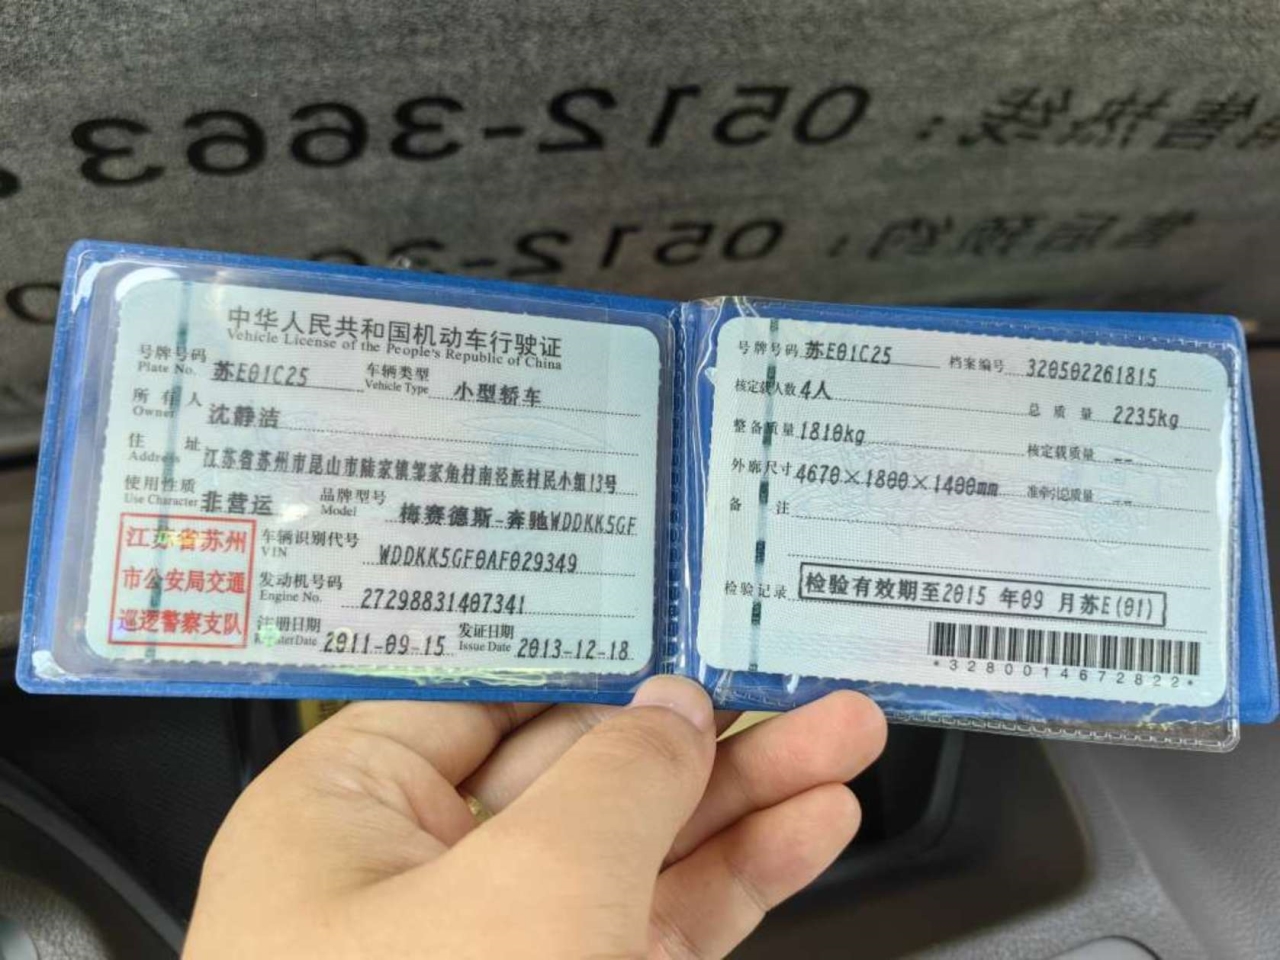 0512-3663
0512-3
中华人民共和国机动车行驶证
Vehicle License of the People's Republic of China
号牌号码 苏E01C25 车辆类型 小型轿车
Plate No. Vehicle Type
所有人 沈静洁
Owner
住址 江苏省苏州市昆山市陆家镇邹家角村南泾族村民小组13号
Address
使用性质 非营运 品牌型号 梅赛德斯-奔驰WDDKK5GF
Use Character Model
江苏省苏州
市公安局交通
巡逻警察支队
车辆识别代号 WDDKK5GF0AF029349
VIN
发动机号码 27298831407341
Engine No.
注册日期 2011-09-15 发证日期 2013-12-18
Register Date Issue Date
号牌号码 苏E01C25 档案编号 320502261815
核定载人数 4人 总质量 2235kg
整备质量 1810kg 核定载质量 --
外廓尺寸 4670×1800×1400mm 准牵引总质量 --
备注
检验记录 检验有效期至2015 年09 月苏E(01)
*3280014672822*